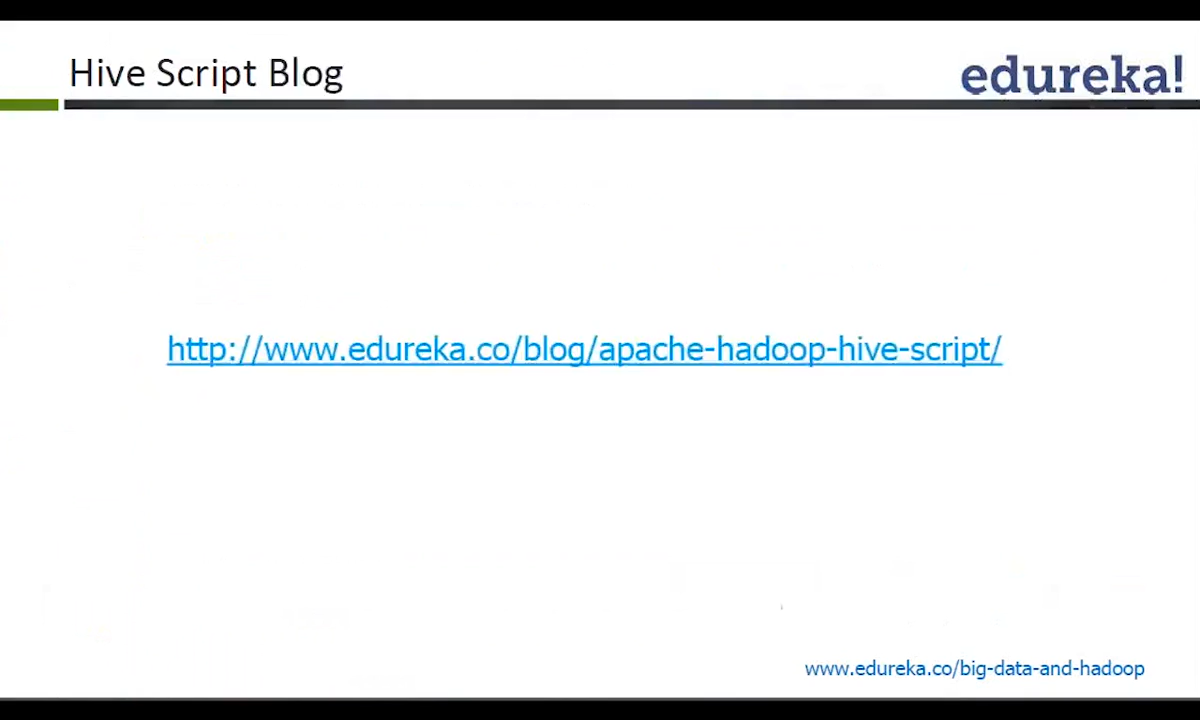 Hive Script Blog
edureka!
http://www.edureka.co/blog/apache-hadoop-hive-script/
www.edureka.co/big-data-and-hadoop